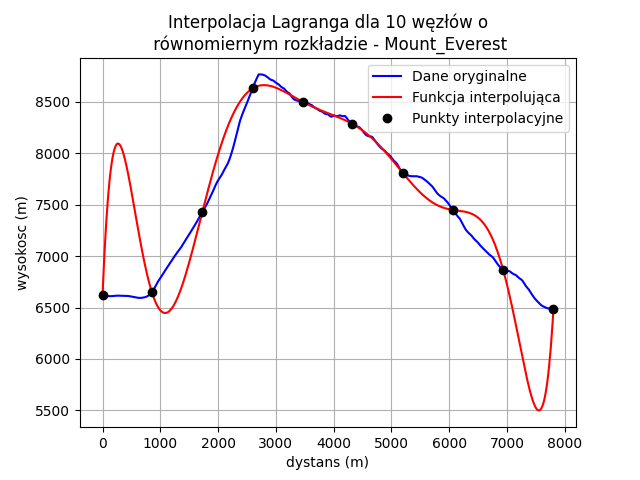 Interpolacja Lagranga dla 10 węzłów o
równomiernym rozkładzie - Mount_Everest
Dane oryginalne
Funkcja interpolująca
Punkty interpolacyjne
wysokosc (m)
8500
8000
7500
7000
6500
6000
5500
0 1000 2000 3000 4000 5000 6000 7000 8000
dystans (m)